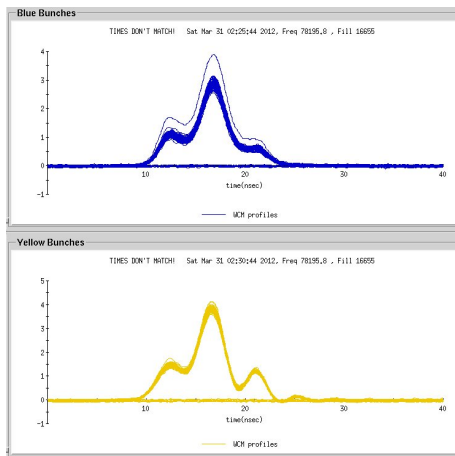 Blue Bunches
TIMES DON'T MATCH! Sat Mar 31 02:25:44 2012, Freq 78195.8 , Fill 16655
4
3
2
1
0
-1
10
20
30
40
time(nsec)
WCM profiles
Yellow Bunches
TIMES DON'T MATCH! Sat Mar 31 02:30:44 2012, Freq 78195.8 , Fill 16655
5
4
3
2
1
0
-1
10
20
30
40
time(nsec)
WCM profiles